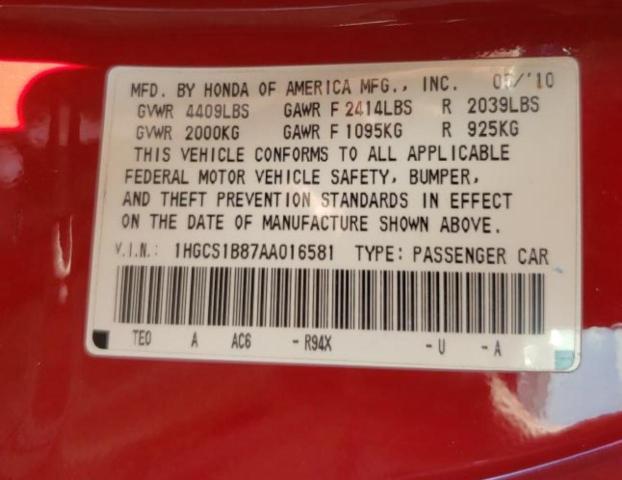 MFD. BY HONDA OF AMERICA MFG., INC. 05/'10
GVWR 4409LBS GAWR F 2414LBS R 2039LBS
GVWR 2000KG GAWR F 1095KG R 925KG
THIS VEHICLE CONFORMS TO ALL APPLICABLE
FEDERAL MOTOR VEHICLE SAFETY, BUMPER,
AND THEFT PREVENTION STANDARDS IN EFFECT
ON THE DATE OF MANUFACTURE SHOWN ABOVE.
V.I.N.: 1HGCS1B87AA016581 TYPE: PASSENGER CAR
TE0 A AC6 - R94X - U - A